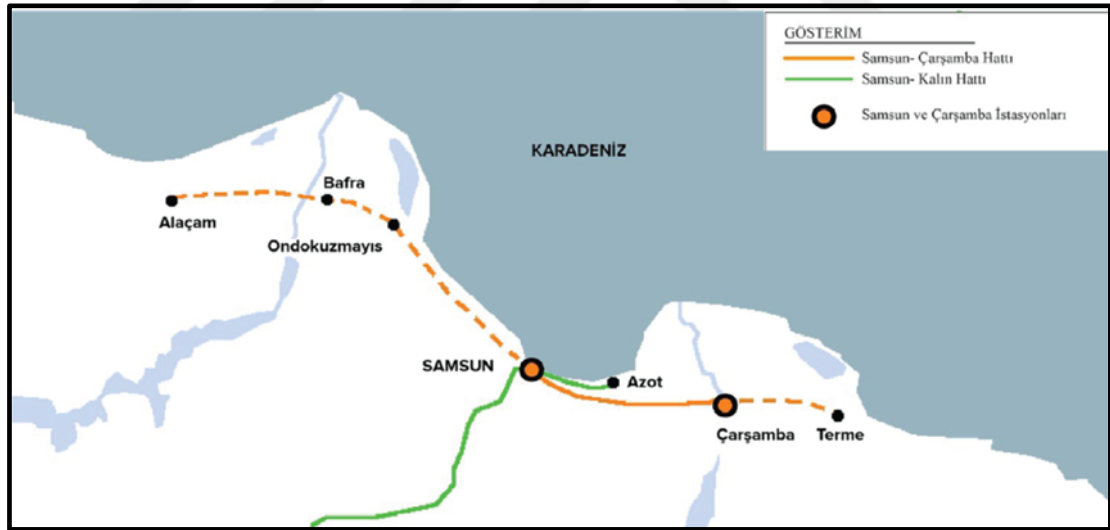 GÖSTERİM
Samsun- Çarşamba Hattı
Samsun- Kalın Hattı
Samsun ve Çarşamba İstasyonları
KARADENİZ
Bafra
Alaçam
Ondokuzmayıs
SAMSUN
Azot
Çarşamba
Terme